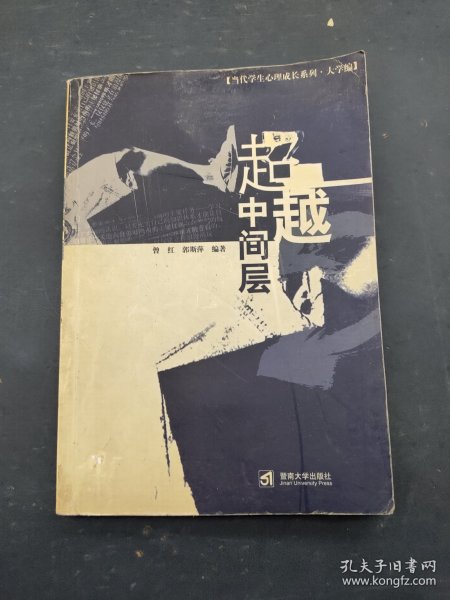 【当代学生心理成长系列·大学编】
超越
中间层
曾 红 郭斯萍 编著
暨南大学出版社
Jinan University Press
孔夫子旧书网
www.kongfz.com